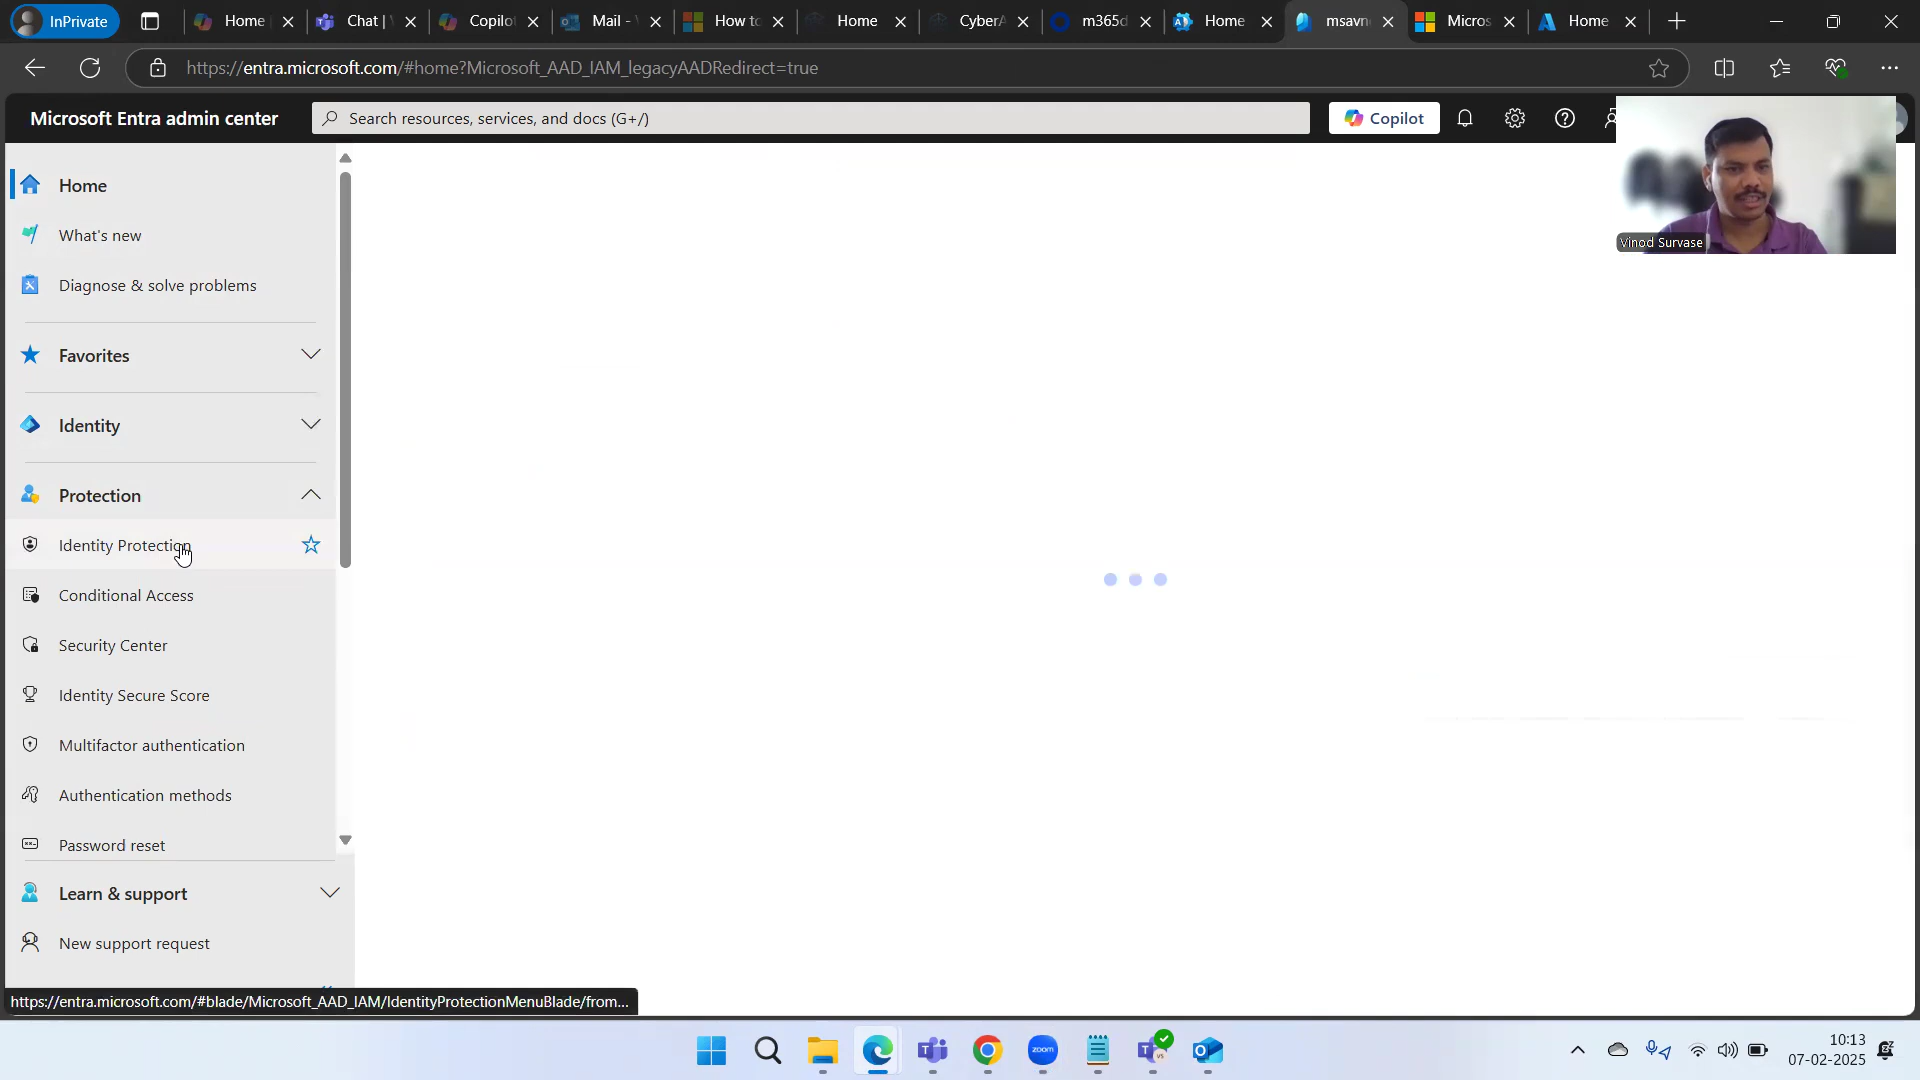 InPrivate
Home
Chat |
Copilot
Mail -
How to
Home
CyberA
m365d
Home
msavn
Micros
Home
https://entra.microsoft.com/#home?Microsoft_AAD_IAM_legacyAADRedirect=true
Microsoft Entra admin center
Search resources, services, and docs (G+/)
Copilot
Vinod Survase
Home
What's new
Diagnose & solve problems
Favorites
Identity
Protection
Identity Protection
Conditional Access
Security Center
Identity Secure Score
Multifactor authentication
Authentication methods
Password reset
Learn & support
New support request
https://entra.microsoft.com/#blade/Microsoft_AAD_IAM/IdentityProtectionMenuBlade/from...
zoom
10:13
07-02-2025